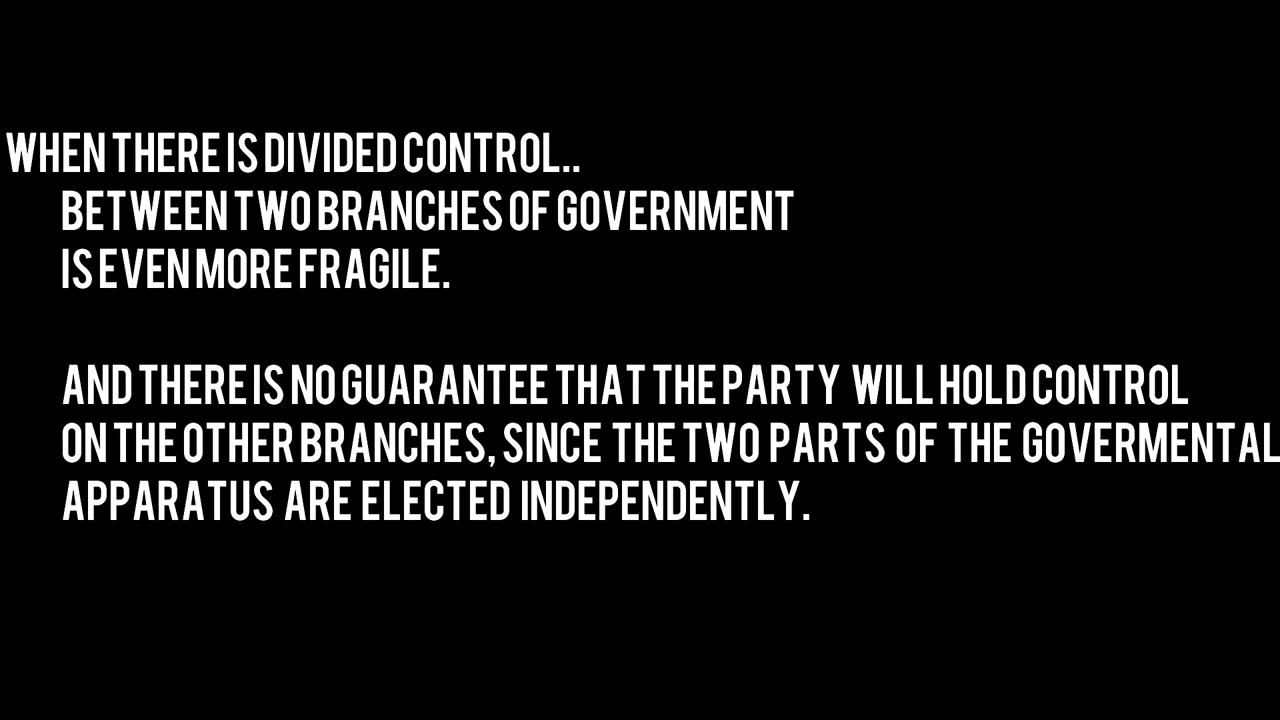 WHEN THERE IS DIVIDED CONTROL..
BETWEEN TWO BRANCHES OF GOVERNMENT
IS EVEN MORE FRAGILE.
AND THERE IS NO GUARANTEE THAT THE PARTY WILL HOLD CONTROL
ON THE OTHER BRANCHES, SINCE THE TWO PARTS OF THE GOVERMENTAL
APPARATUS ARE ELECTED INDEPENDENTLY.